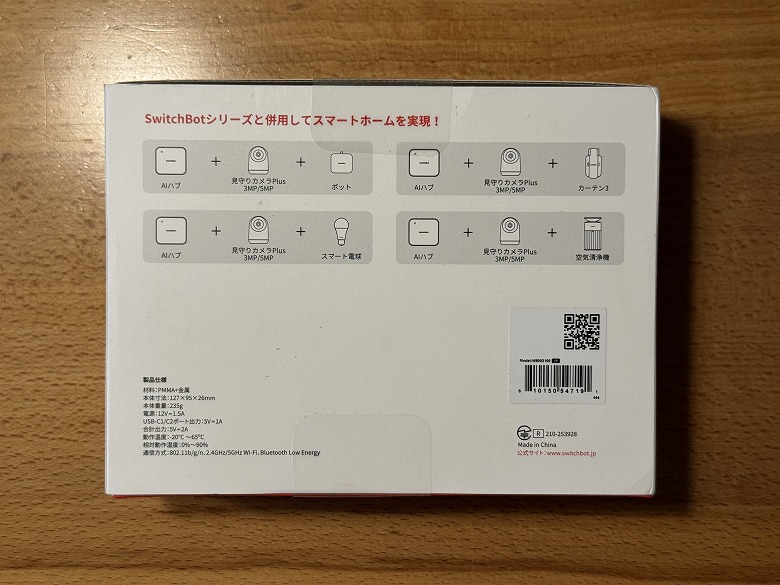 SwitchBotシリーズと併用してスマートホームを実現！
AIハブ + 見守りカメラPlus 3MP/5MP + ボット
AIハブ + 見守りカメラPlus 3MP/5MP + カーテン3
AIハブ + 見守りカメラPlus 3MP/5MP + スマート電球
AIハブ + 見守りカメラPlus 3MP/5MP + 空気清浄機
製品仕様
材料：PMMA+金属
本体寸法：127×95×26mm
本体重量：235g
電源：12V⎓1.5A
USB-C1/C2ポート出力：5V⎓1A
合計出力：5V⎓2A
動作温度：-20℃～65℃
相対動作温度：0%～90%
通信方式：802.11b/g/n, 2.4GHz/5GHz Wi-Fi, Bluetooth Low Energy
6 10150 54719 1
R 210-253928
Made in China
公式サイト：www.switchbot.jp